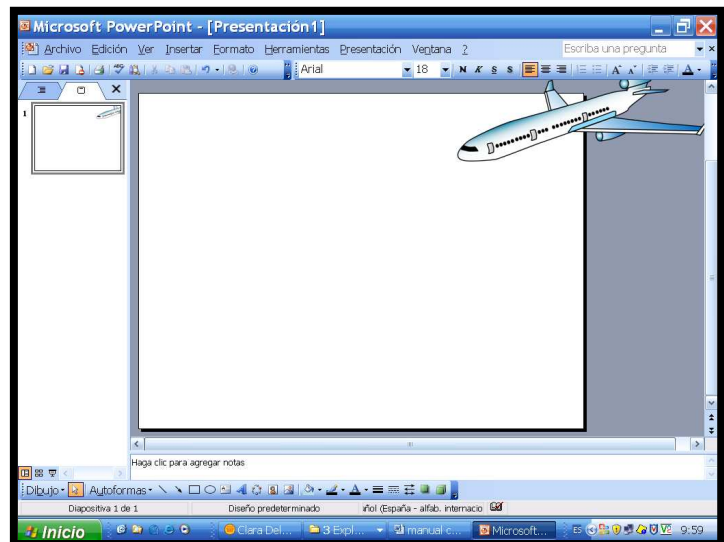 Microsoft PowerPoint - [Presentación1]
Archivo Edición Ver Insertar Formato Herramientas Presentación Ventana ? Escriba una pregunta
Arial 18 N K S S
1
Haga clic para agregar notas
Dibujo Autoformas
Diapositiva 1 de 1 Diseño predeterminado ñol (España - alfab. internacio
Inicio Clara Del... 3 Expl... manual c... Microsoft... ES 9:59